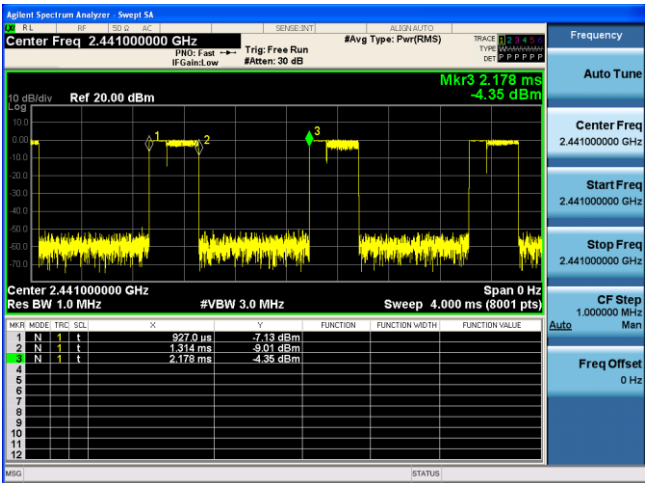 Agilent Spectrum Analyzer - Swept SA
RL RF 50 Ω AC SENSE:INT ALIGN AUTO
Center Freq 2.441000000 GHz #Avg Type: Pwr(RMS) TRACE 1 2 3 4 5 6
PNO: Fast Trig: Free Run TYPE
IFGain:Low #Atten: 30 dB DET P P P P P P
Mkr3 2.178 ms
10 dB/div Ref 20.00 dBm -4.35 dBm
Log
10.0
0.00
-10.0
-20.0
-30.0
-40.0
-50.0
-60.0
-70.0
1
2
3
Center 2.441000000 GHz Span 0 Hz
Res BW 1.0 MHz #VBW 3.0 MHz Sweep 4.000 ms (8001 pts)
MKR MODE TRC SCL X Y FUNCTION FUNCTION WIDTH FUNCTION VALUE
1 N 1 t 927.0 us -7.13 dBm
2 N 1 t 1.314 ms -9.01 dBm
3 N 1 t 2.178 ms -4.35 dBm
4
5
6
7
8
9
10
11
12
MSG STATUS
Frequency
Auto Tune
Center Freq
2.441000000 GHz
Start Freq
2.441000000 GHz
Stop Freq
2.441000000 GHz
CF Step
1.000000 MHz
Auto Man
Freq Offset
0 Hz